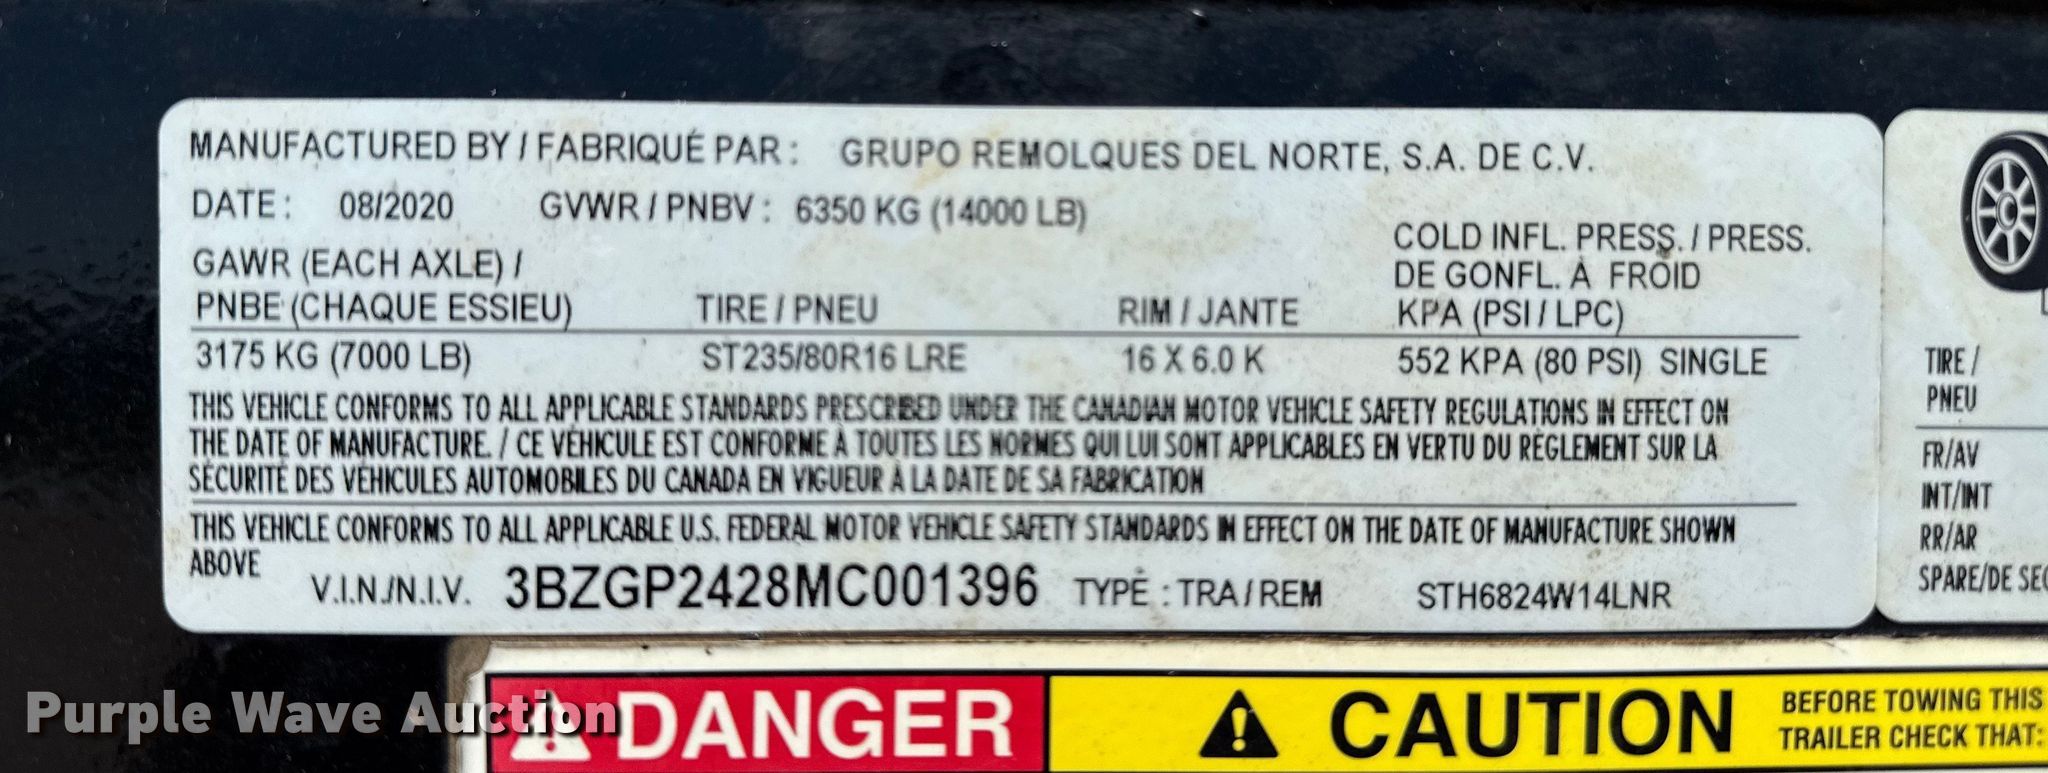 MANUFACTURED BY / FABRIQUÉ PAR : GRUPO REMOLQUES DEL NORTE, S.A. DE C.V.
DATE : 08/2020 GVWR / PNBV : 6350 KG (14000 LB)
GAWR (EACH AXLE) /
PNBE (CHAQUE ESSIEU) TIRE / PNEU RIM / JANTE
COLD INFL. PRESS. / PRESS.
DE GONFL. À FROID
KPA (PSI / LPC)
3175 KG (7000 LB) ST235/80R16 LRE 16 X 6.0 K 552 KPA (80 PSI) SINGLE
THIS VEHICLE CONFORMS TO ALL APPLICABLE STANDARDS PRESCRIBED UNDER THE CANADIAN MOTOR VEHICLE SAFETY REGULATIONS IN EFFECT ON
THE DATE OF MANUFACTURE. / CE VÉHICULE EST CONFORME À TOUTES LES NORMES QUI LUI SONT APPLICABLES EN VERTU DU RÈGLEMENT SUR LA
SÉCURITÉ DES VÉHICULES AUTOMOBILES DU CANADA EN VIGUEUR À LA DATE DE SA FABRICATION
THIS VEHICLE CONFORMS TO ALL APPLICABLE U.S. FEDERAL MOTOR VEHICLE SAFETY STANDARDS IN EFFECT ON THE DATE OF MANUFACTURE SHOWN
ABOVE
V.I.N./N.I.V. 3BZGP2428MC001396 TYPE : TRA / REM STH6824W14LNR
TIRE /
PNEU
FR/AV
INT/INT
RR/AR
SPARE/DE SEC
DANGER
CAUTION
BEFORE TOWING THIS
TRAILER CHECK THAT:
Purple Wave Auction